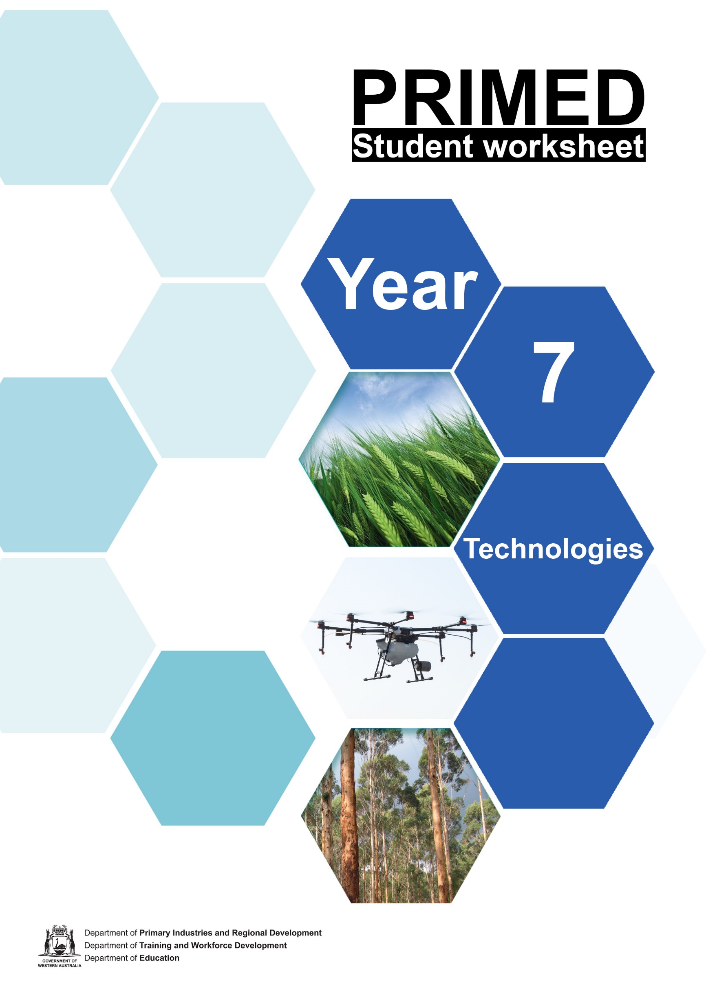 PRIMED
Student worksheet
Year
7
Technologies
Department of Primary Industries and Regional Development
Department of Training and Workforce Development
Department of Education
GOVERNMENT OF
WESTERN AUSTRALIA